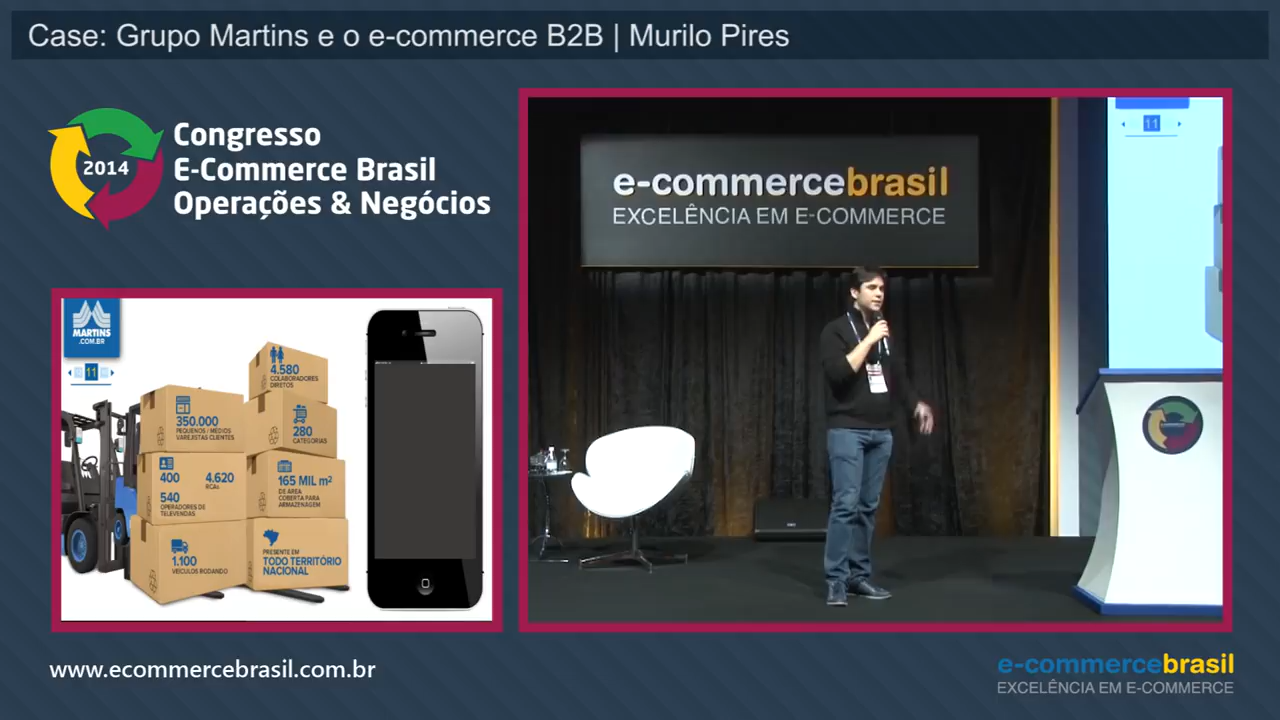 Case: Grupo Martins e o e-commerce B2B | Murilo Pires
2014
Congresso
E-Commerce Brasil
Operações & Negócios
MARTINS
.COM.BR
11
4.580
COLABORADORES
DIRETOS
350.000
PEQUENOS / MÉDIOS
VAREJISTAS CLIENTES
280
CATEGORIAS
400
4.620
RCAs
540
OPERADORES DE
TELEVENDAS
165 MIL m²
DE ÁREA
COBERTA PARA
ARMAZENAGEM
1.100
VEÍCULOS RODANDO
PRESENTE EM
TODO TERRITÓRIO
NACIONAL
e-commercebrasil
EXCELÊNCIA EM E-COMMERCE
11
www.ecommercebrasil.com.br
e-commercebrasil
EXCELÊNCIA EM E-COMMERCE